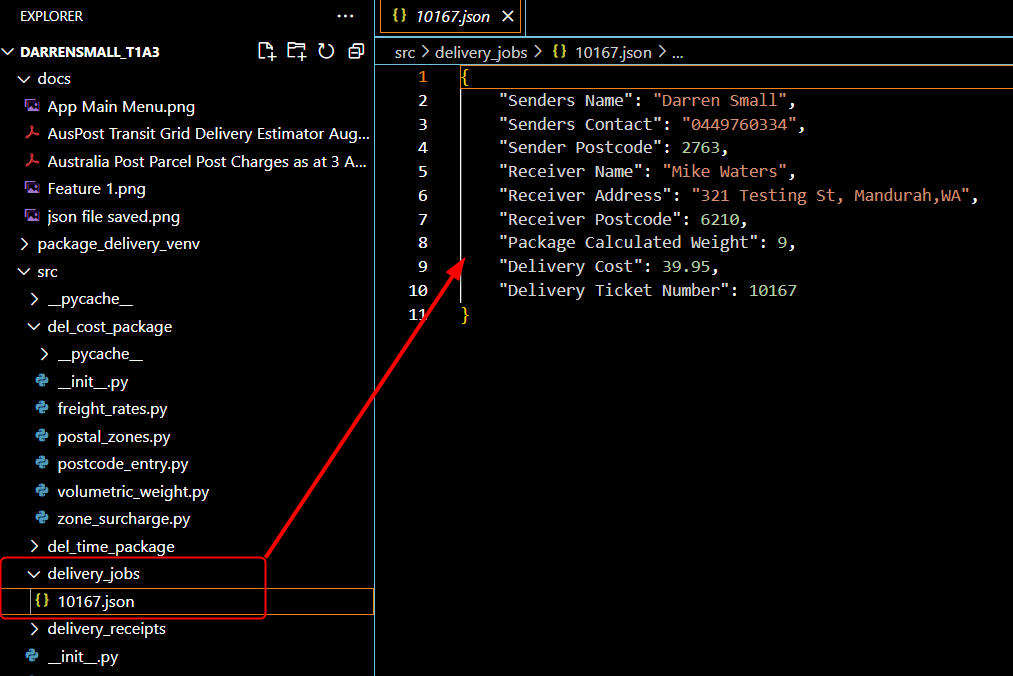 EXPLORER
DARRENSMALL_T1A3
docs
App Main Menu.png
AusPost Transit Grid Delivery Estimator Aug...
Australia Post Parcel Post Charges as at 3 A...
Feature 1.png
json file saved.png
package_delivery_venv
src
__pycache__
del_cost_package
__pycache__
__init__.py
freight_rates.py
postal_zones.py
postcode_entry.py
volumetric_weight.py
zone_surcharge.py
del_time_package
delivery_jobs
{} 10167.json
delivery_receipts
__init__.py
{} 10167.json
src > delivery_jobs > {} 10167.json > ...
1 {
2 "Senders Name": "Darren Small",
3 "Senders Contact": "0449760334",
4 "Sender Postcode": 2763,
5 "Receiver Name": "Mike Waters",
6 "Receiver Address": "321 Testing St, Mandurah,WA",
7 "Receiver Postcode": 6210,
8 "Package Calculated Weight": 9,
9 "Delivery Cost": 39.95,
10 "Delivery Ticket Number": 10167
11 }